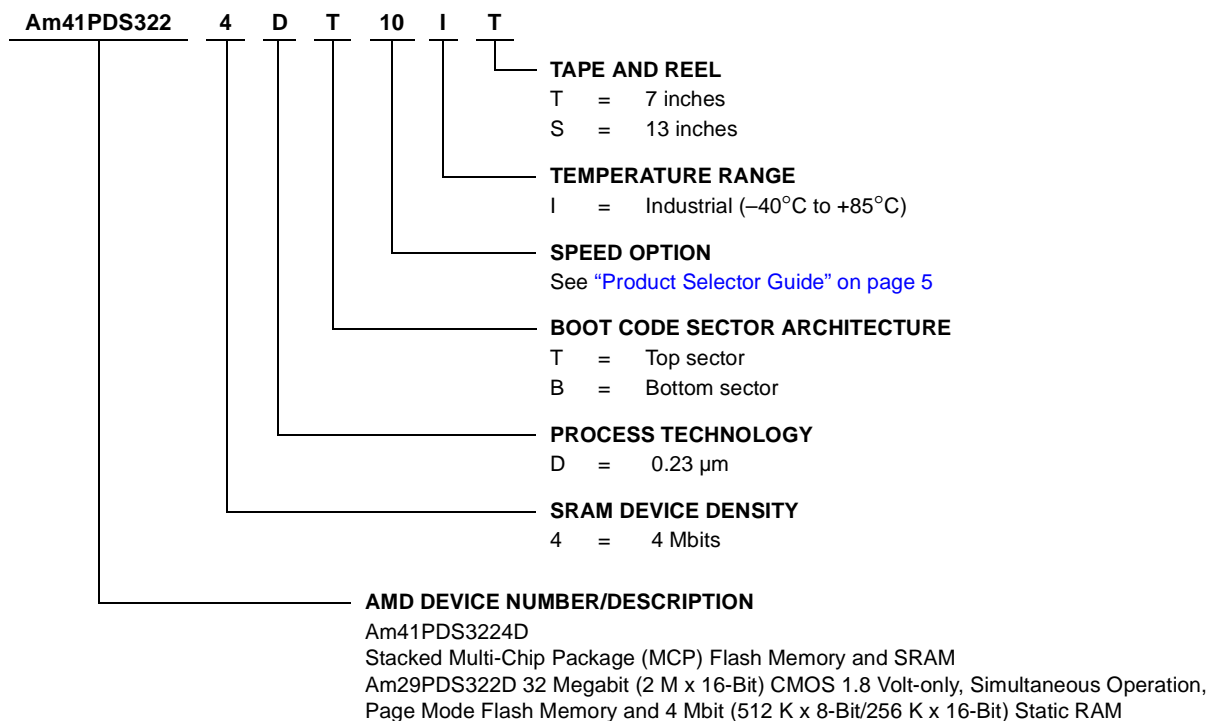 Am41PDS322 4 D T 10 I T
TAPE AND REEL
T = 7 inches
S = 13 inches
TEMPERATURE RANGE
I = Industrial (–40°C to +85°C)
SPEED OPTION
See “Product Selector Guide” on page 5
BOOT CODE SECTOR ARCHITECTURE
T = Top sector
B = Bottom sector
PROCESS TECHNOLOGY
D = 0.23 µm
SRAM DEVICE DENSITY
4 = 4 Mbits
AMD DEVICE NUMBER/DESCRIPTION
Am41PDS3224D
Stacked Multi-Chip Package (MCP) Flash Memory and SRAM
Am29PDS322D 32 Megabit (2 M x 16-Bit) CMOS 1.8 Volt-only, Simultaneous Operation,
Page Mode Flash Memory and 4 Mbit (512 K x 8-Bit/256 K x 16-Bit) Static RAM